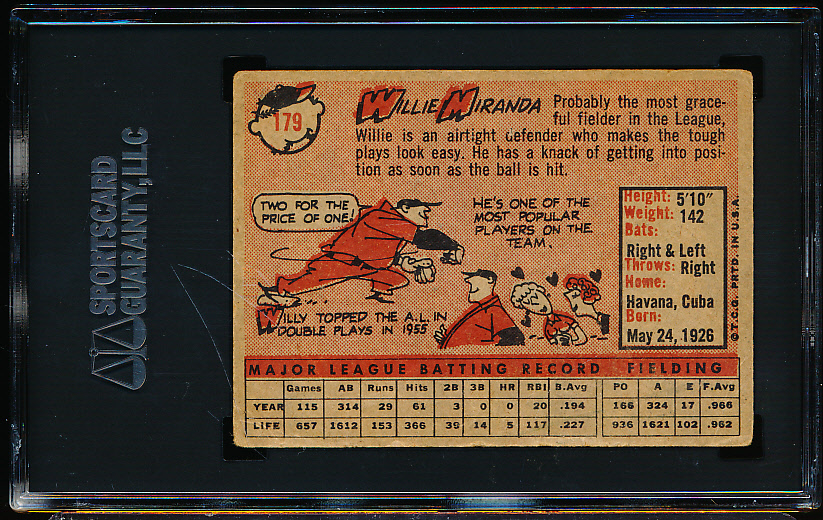 SPORTSCARD
GUARANTY, LLC
179
WILLIE MIRANDA
Probably the most grace-
ful fielder in the League,
Willie is an airtight defender who makes the tough
plays look easy. He has a knack of getting into posi-
tion as soon as the ball is hit.
TWO FOR THE
PRICE OF ONE!
HE'S ONE OF THE
MOST POPULAR
PLAYERS ON THE
TEAM.
WILLY TOPPED THE A.L. IN
DOUBLE PLAYS IN 1955
Height: 5'10"
Weight: 142
Bats:
Right & Left
Throws: Right
Home:
Havana, Cuba
Born:
May 24, 1926
© T.C.G. PRTD. IN U.S.A.
MAJOR LEAGUE BATTING RECORD FIELDING
Games AB Runs Hits 2B 3B HR RBI B.Avg PO A E F.Avg
YEAR 115 314 29 61 3 0 0 20 .194 166 324 17 .966
LIFE 657 1612 153 366 39 14 5 117 .227 936 1621 102 .962